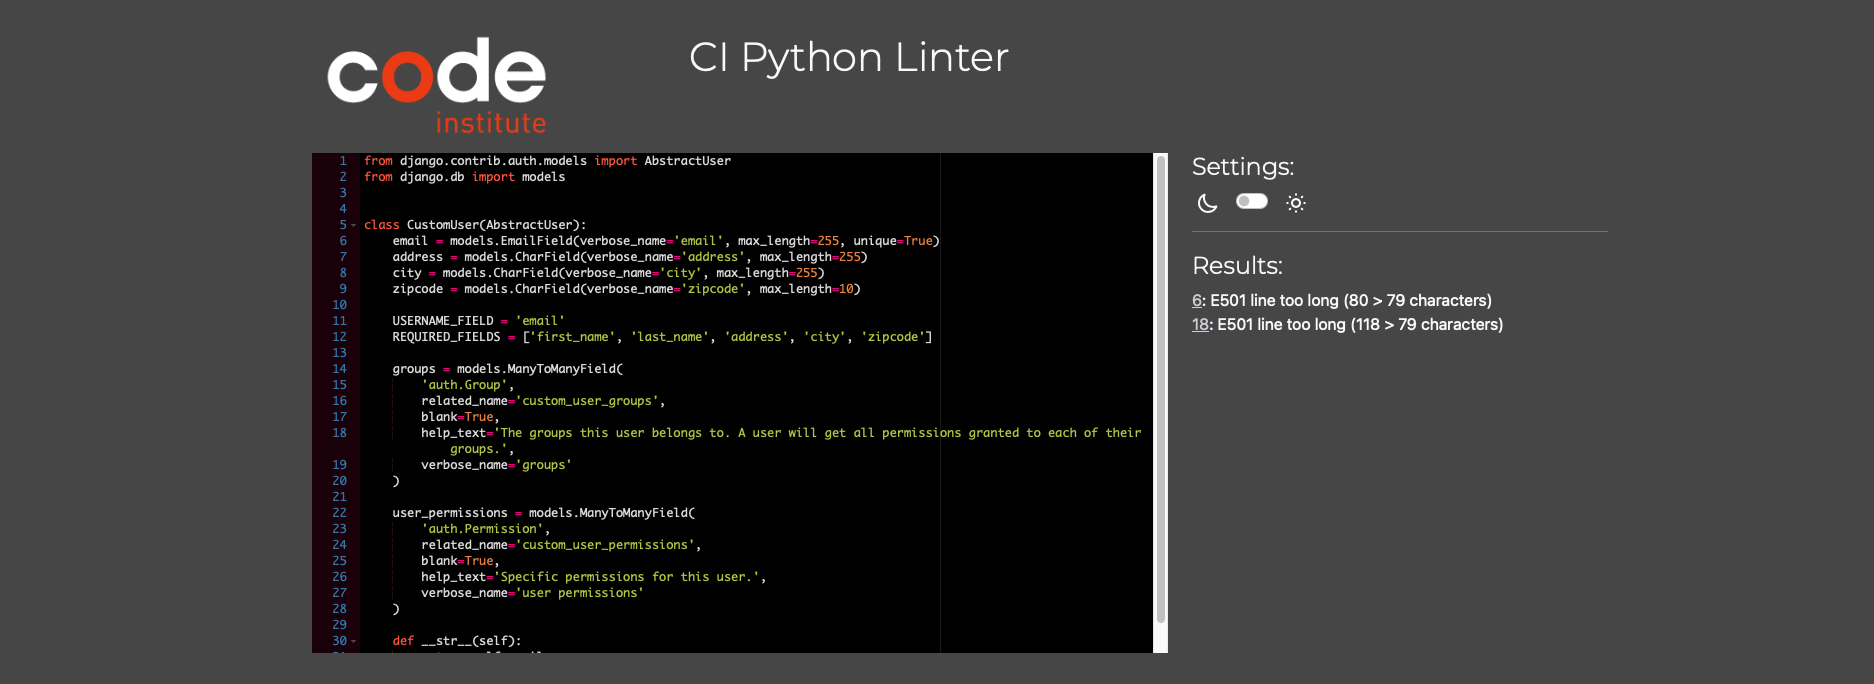 code
institute
CI Python Linter
1 from django.contrib.auth.models import AbstractUser
2 from django.db import models
3
4
5 class CustomUser(AbstractUser):
6     email = models.EmailField(verbose_name='email', max_length=255, unique=True)
7     address = models.CharField(verbose_name='address', max_length=255)
8     city = models.CharField(verbose_name='city', max_length=255)
9     zipcode = models.CharField(verbose_name='zipcode', max_length=10)
10
11     USERNAME_FIELD = 'email'
12     REQUIRED_FIELDS = ['first_name', 'last_name', 'address', 'city', 'zipcode']
13
14     groups = models.ManyToManyField(
15         'auth.Group',
16         related_name='custom_user_groups',
17         blank=True,
18         help_text='The groups this user belongs to. A user will get all permissions granted to each of their
groups.',
19         verbose_name='groups'
20     )
21
22     user_permissions = models.ManyToManyField(
23         'auth.Permission',
24         related_name='custom_user_permissions',
25         blank=True,
26         help_text='Specific permissions for this user.',
27         verbose_name='user permissions'
28     )
29
30     def __str__(self):
Settings:
Results:
6: E501 line too long (80 > 79 characters)
18: E501 line too long (118 > 79 characters)